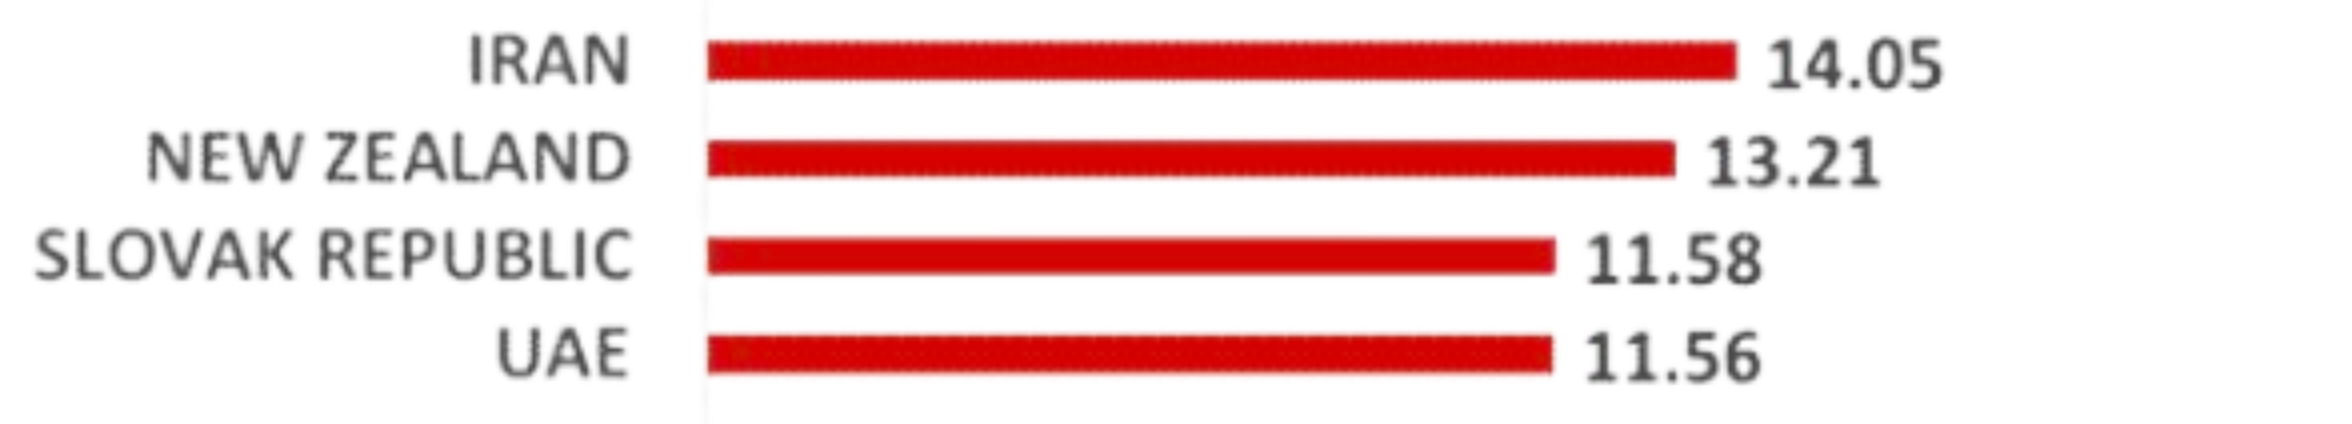 IRAN 14.05
NEW ZEALAND 13.21
SLOVAK REPUBLIC 11.58
UAE 11.56